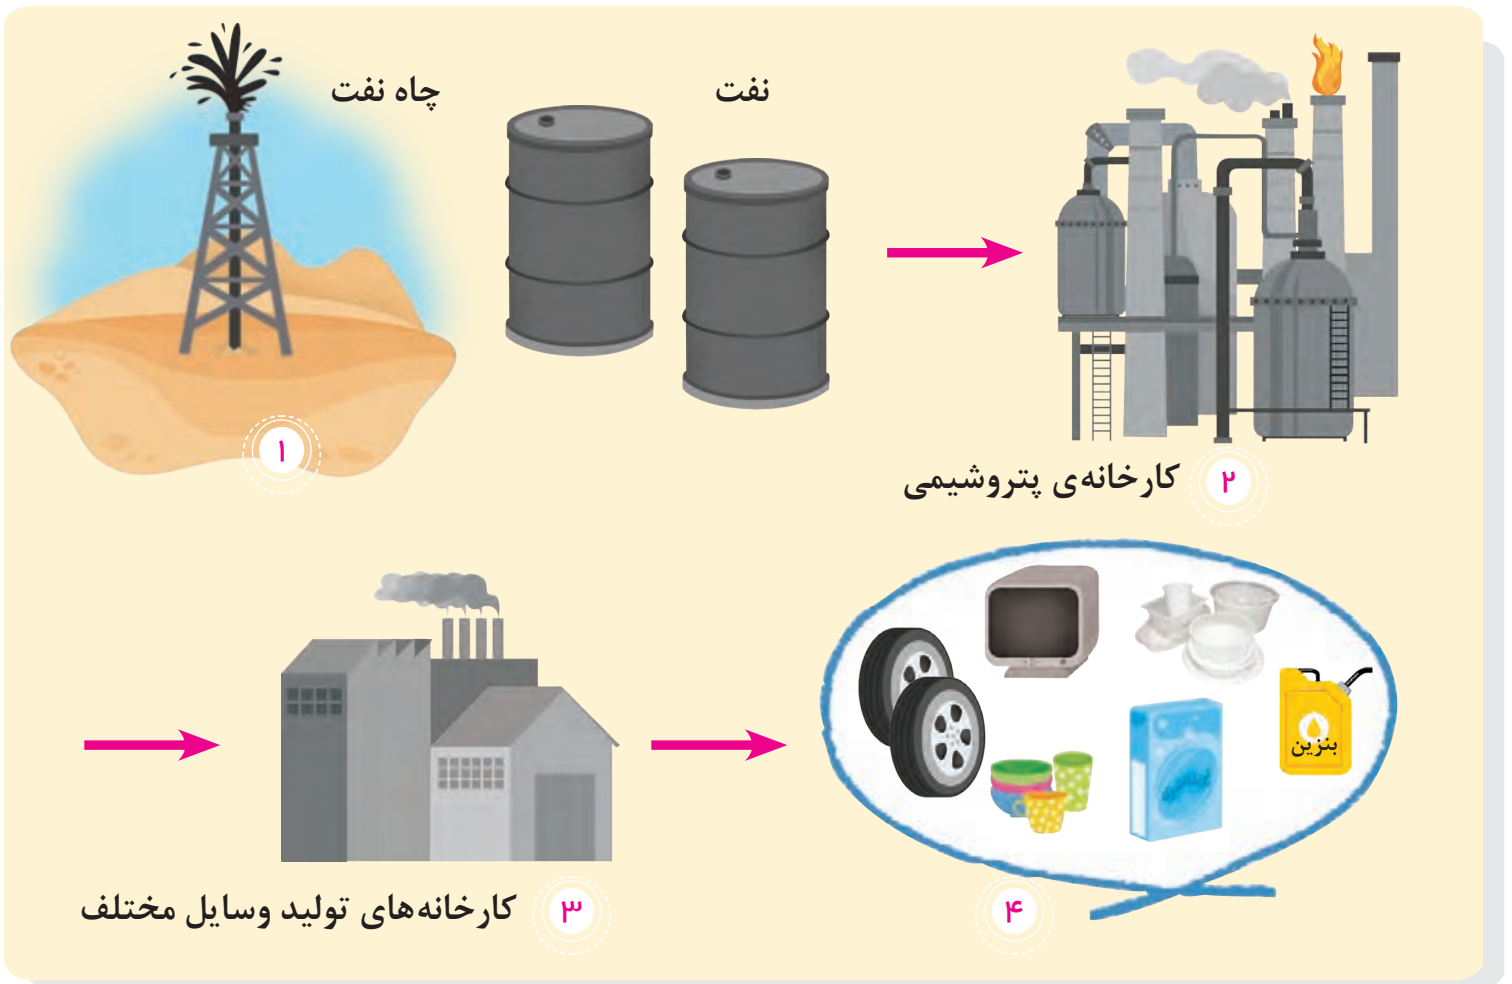 چاه نفت
نفت
۱
۲ کارخانه‌ی پتروشیمی
بنزین
۳ کارخانه‌های تولید وسایل مختلف
۴